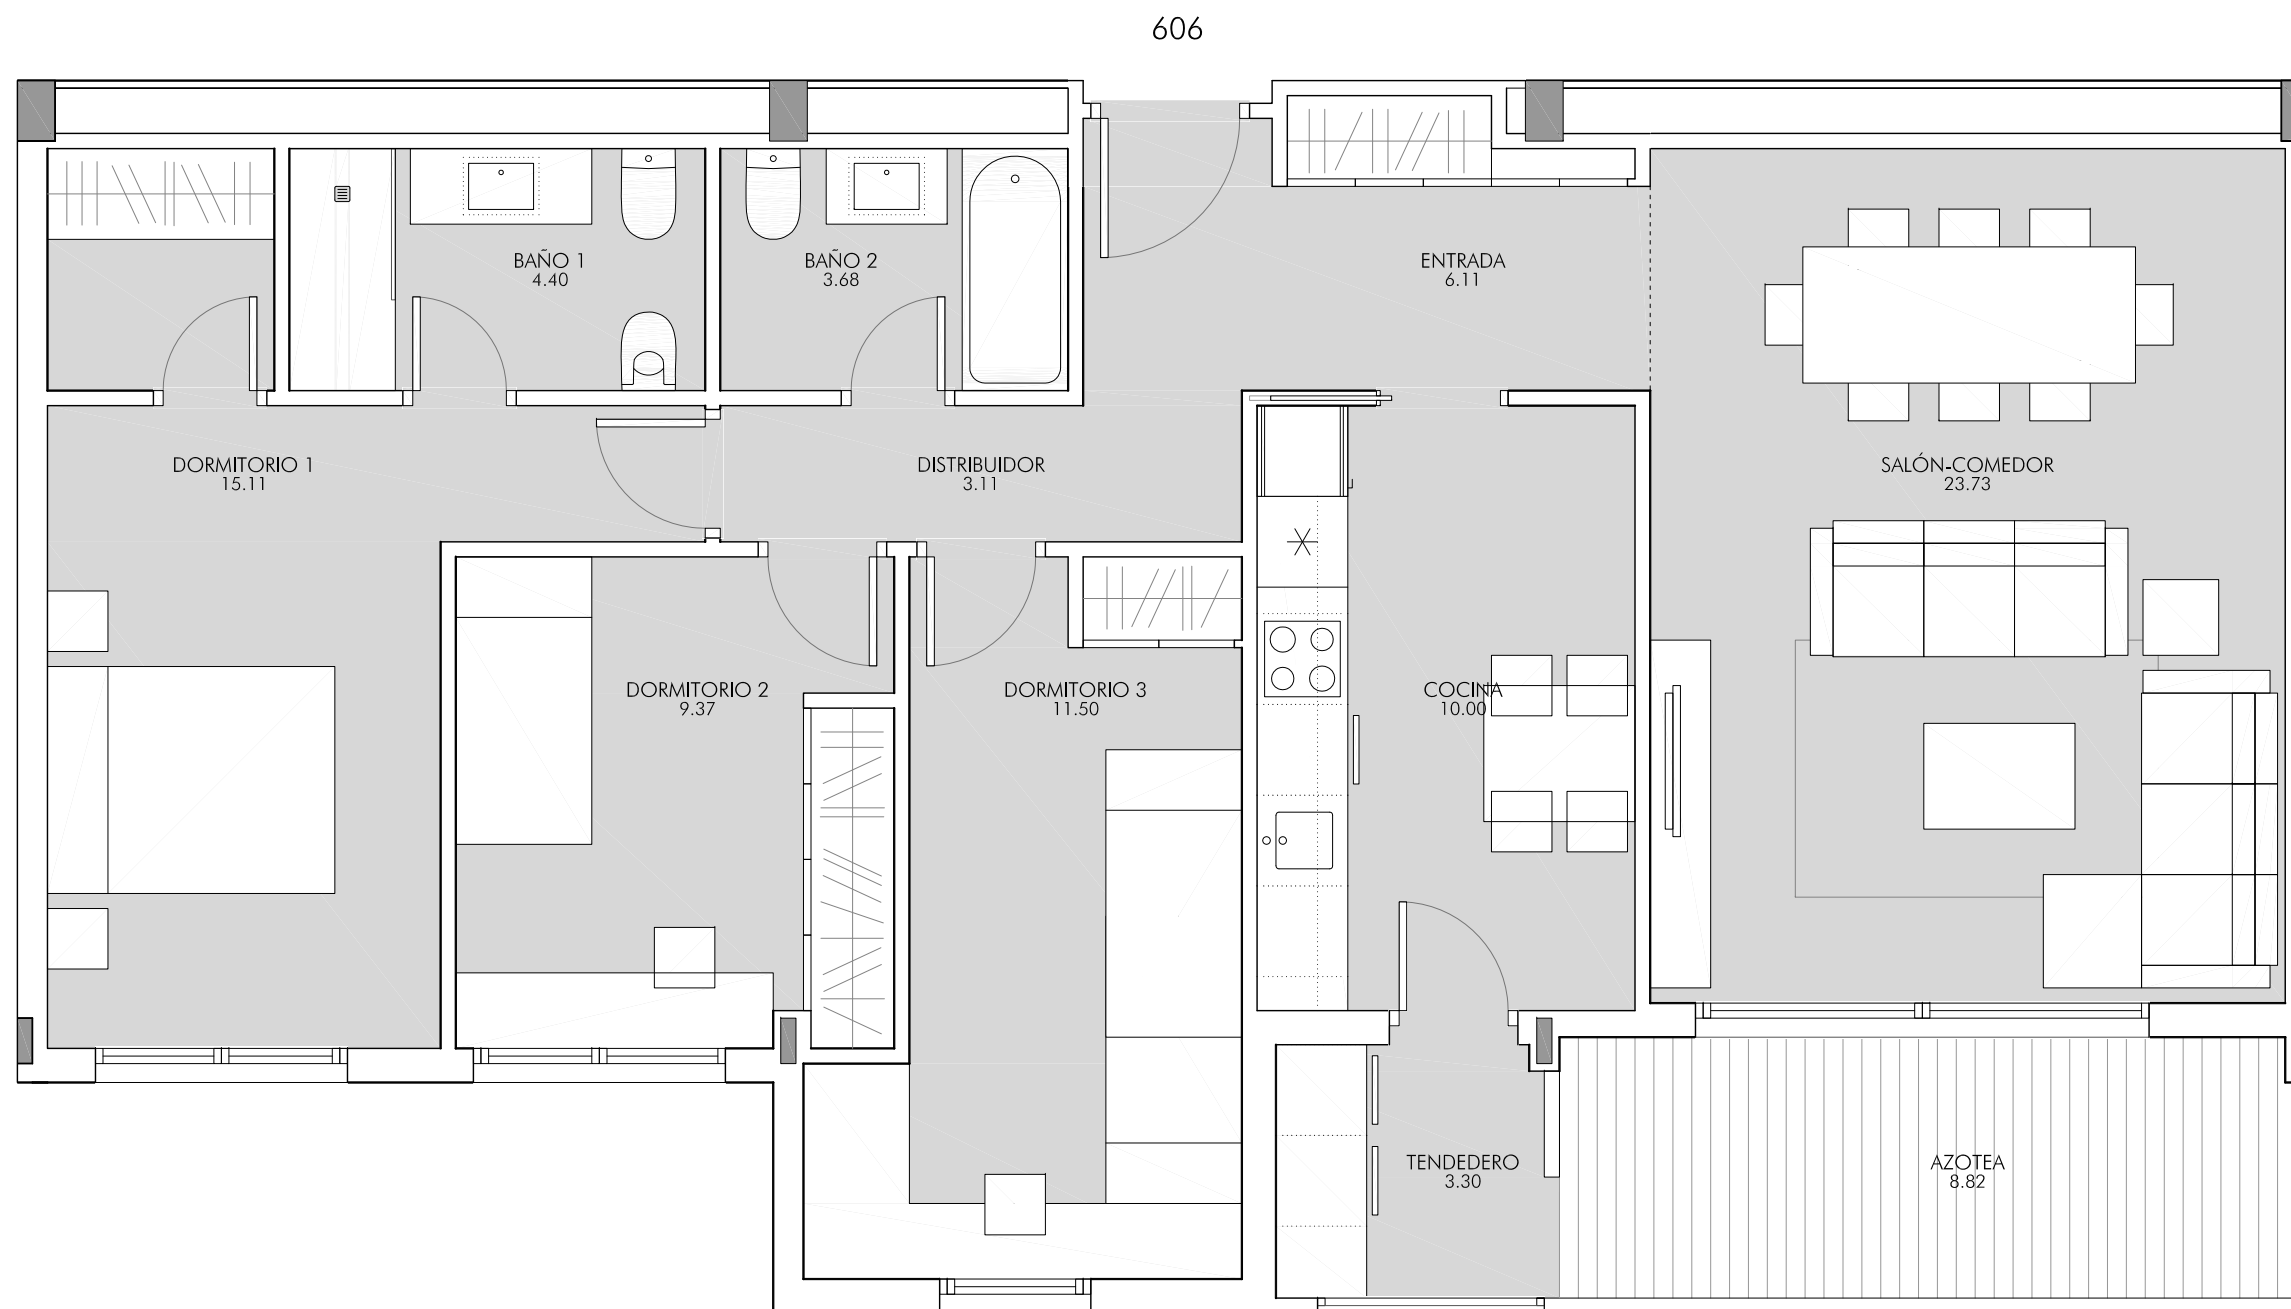 606
BAÑO 1
4.40
BAÑO 2
3.68
ENTRADA
6.11
DORMITORIO 1
15.11
DISTRIBUIDOR
3.11
SALÓN-COMEDOR
23.73
DORMITORIO 2
9.37
DORMITORIO 3
11.50
COCINA
10.00
TENDEDERO
3.30
AZOTEA
8.82